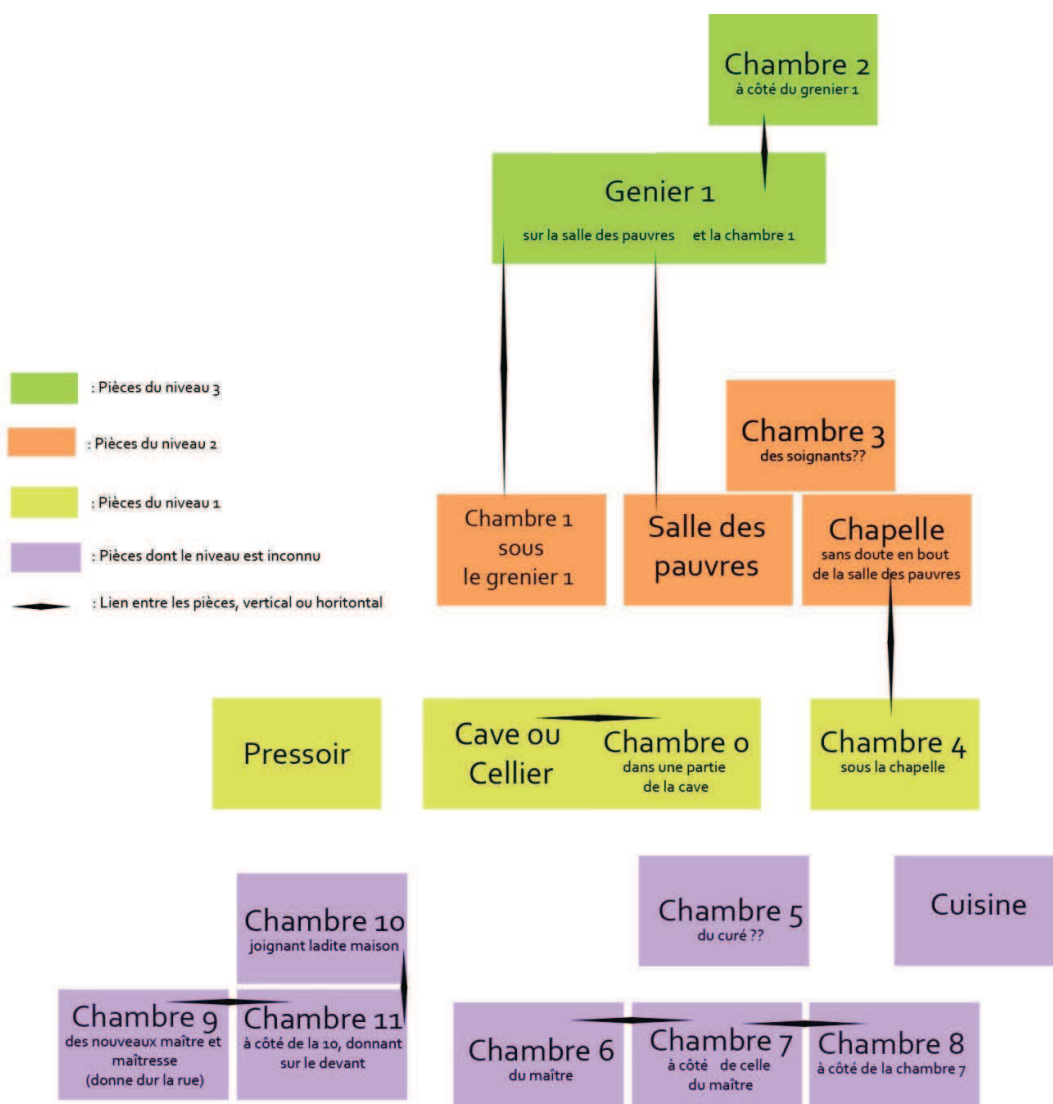 Chambre 2
à côté du grenier 1
Genier 1
sur la salle des pauvres et la chambre 1
: Pièces du niveau 3
: Pièces du niveau 2
: Pièces du niveau 1
: Pièces dont le niveau est inconnu
: Lien entre les pièces, vertical ou horitontal
Chambre 3
des soignants??
Chambre 1
sous
le grenier 1
Salle des
pauvres
Chapelle
sans doute en bout
de la salle des pauvres
Pressoir
Cave ou
Cellier
Chambre 0
dans une partie
de la cave
Chambre 4
sous la chapelle
Chambre 10
joignant ladite maison
Chambre 5
du curé ??
Cuisine
Chambre 9
des nouveaux maître et
maîtresse
(donne dur la rue)
Chambre 11
à côté de la 10, donnant
sur le devant
Chambre 6
du maître
Chambre 7
à côté de celle
du maître
Chambre 8
à côté de la chambre 7